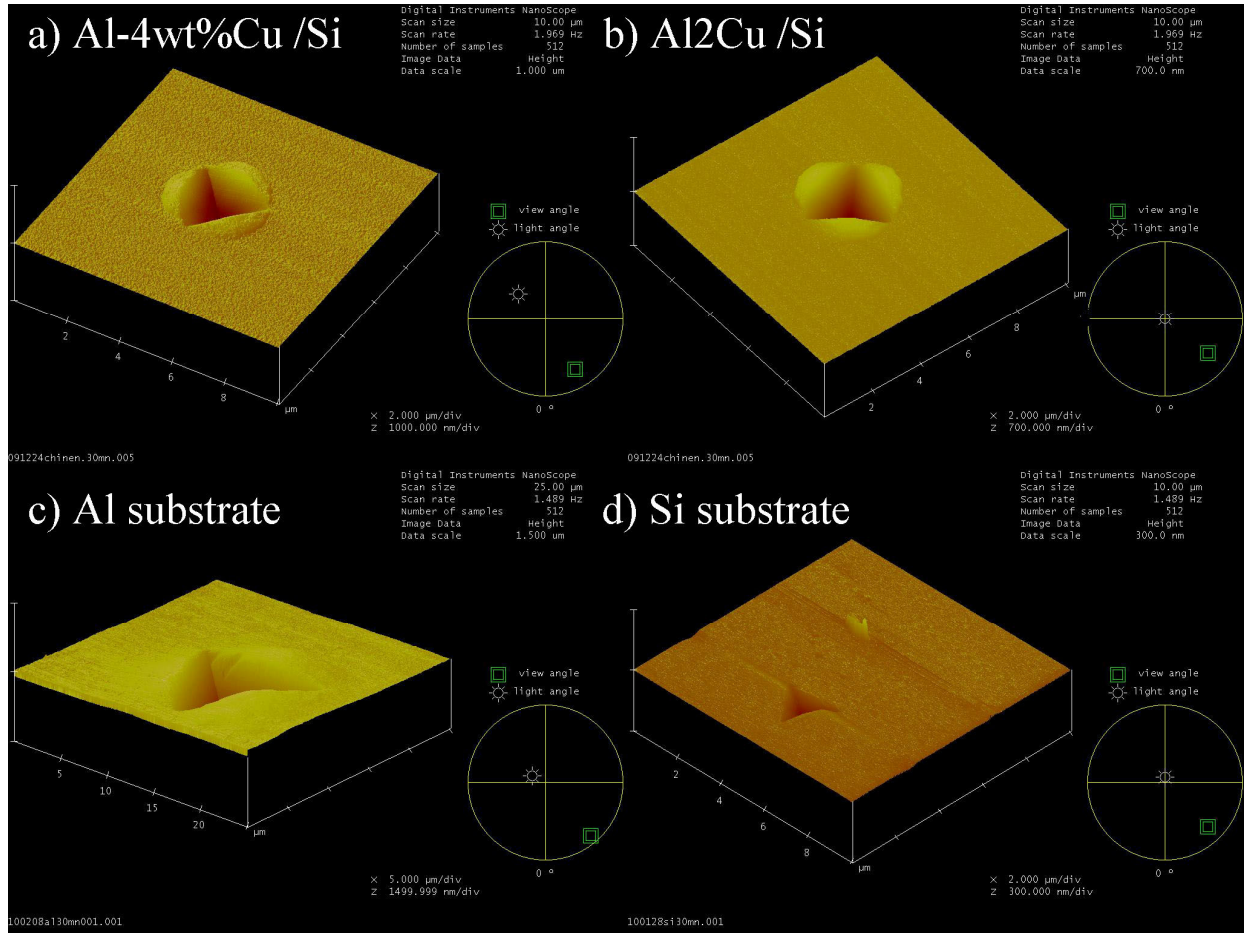 a) Al-4wt%Cu /Si
Digital Instruments NanoScope
Scan size 10.00 µm
Scan rate 1.969 Hz
Number of samples 512
Image Data Height
Data scale 1.000 um
view angle
light angle
0 º
2
4
6
8
µm
X 2.000 µm/div
Z 1000.000 nm/div
091224chinen.30mn.005
b) Al2Cu /Si
Digital Instruments NanoScope
Scan size 10.00 µm
Scan rate 1.969 Hz
Number of samples 512
Image Data Height
Data scale 700.0 nm
view angle
light angle
0 º
2
4
6
8
µm
X 2.000 µm/div
Z 700.000 nm/div
091224chinen.30mn.005
c) Al substrate
Digital Instruments NanoScope
Scan size 25.00 µm
Scan rate 1.489 Hz
Number of samples 512
Image Data Height
Data scale 1.500 um
view angle
light angle
0 º
5
10
15
20
µm
X 5.000 µm/div
Z 1499.999 nm/div
100208al30mn001.001
d) Si substrate
Digital Instruments NanoScope
Scan size 10.00 µm
Scan rate 1.489 Hz
Number of samples 512
Image Data Height
Data scale 300.0 nm
view angle
light angle
0 º
2
4
6
8
µm
X 2.000 µm/div
Z 300.000 nm/div
100128si30mn.001